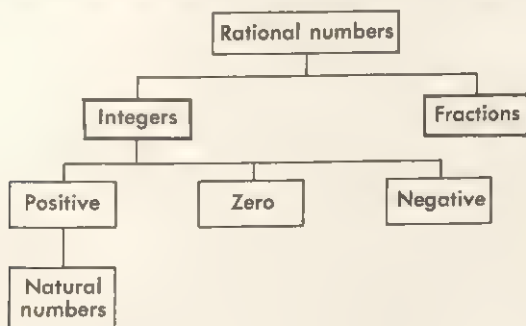 Rational numbers
Integers
Fractions
Positive
Zero
Negative
Natural
numbers